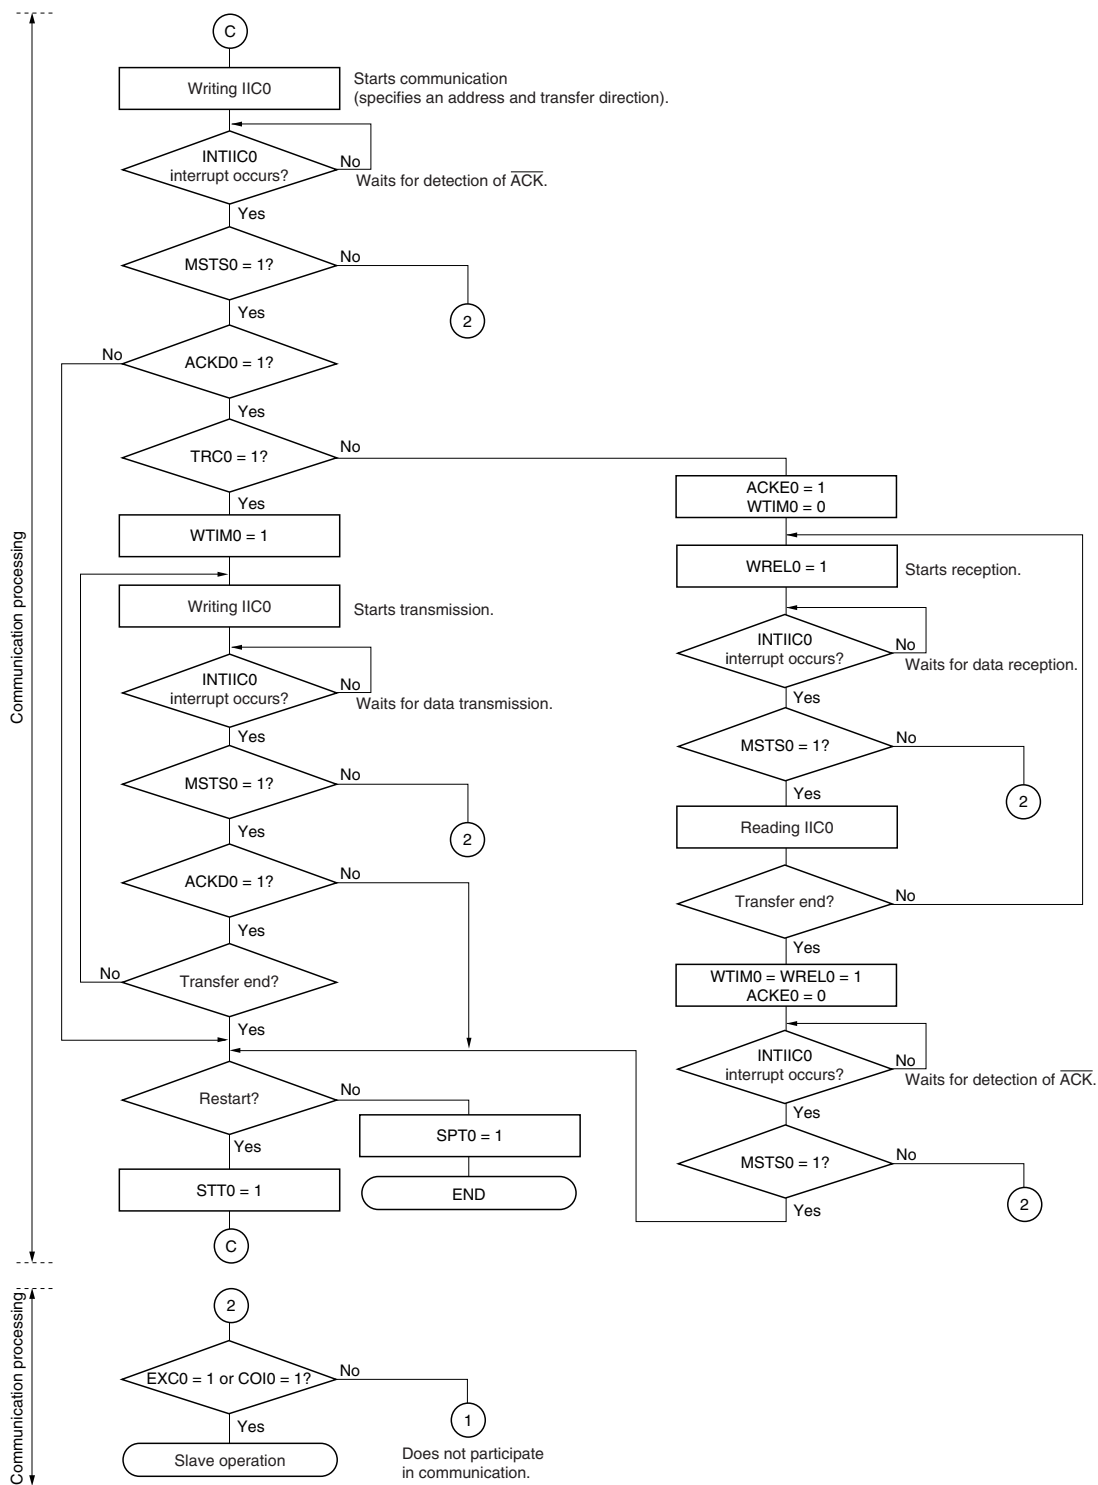 C
Writing IIC0
Starts communication
(specifies an address and transfer direction).
INTIIC0
interrupt occurs?
No
Waits for detection of ACK.
Yes
MSTS0 = 1?
No
2
Yes
ACKD0 = 1?
No
Yes
TRC0 = 1?
No
Yes
WTIM0 = 1
Writing IIC0
Starts transmission.
INTIIC0
interrupt occurs?
No
Waits for data transmission.
Yes
MSTS0 = 1?
No
2
Yes
ACKD0 = 1?
No
Yes
Transfer end?
No
Yes
Restart?
No
SPT0 = 1
END
Yes
STT0 = 1
C
ACKE0 = 1
WTIM0 = 0
WREL0 = 1
Starts reception.
INTIIC0
interrupt occurs?
No
Waits for data reception.
Yes
MSTS0 = 1?
No
2
Yes
Reading IIC0
Transfer end?
No
Yes
WTIM0 = WREL0 = 1
ACKE0 = 0
INTIIC0
interrupt occurs?
No
Waits for detection of ACK.
Yes
MSTS0 = 1?
No
2
Yes
Communication processing
2
EXC0 = 1 or COI0 = 1?
No
1
Does not participate
in communication.
Yes
Slave operation
Communication processing